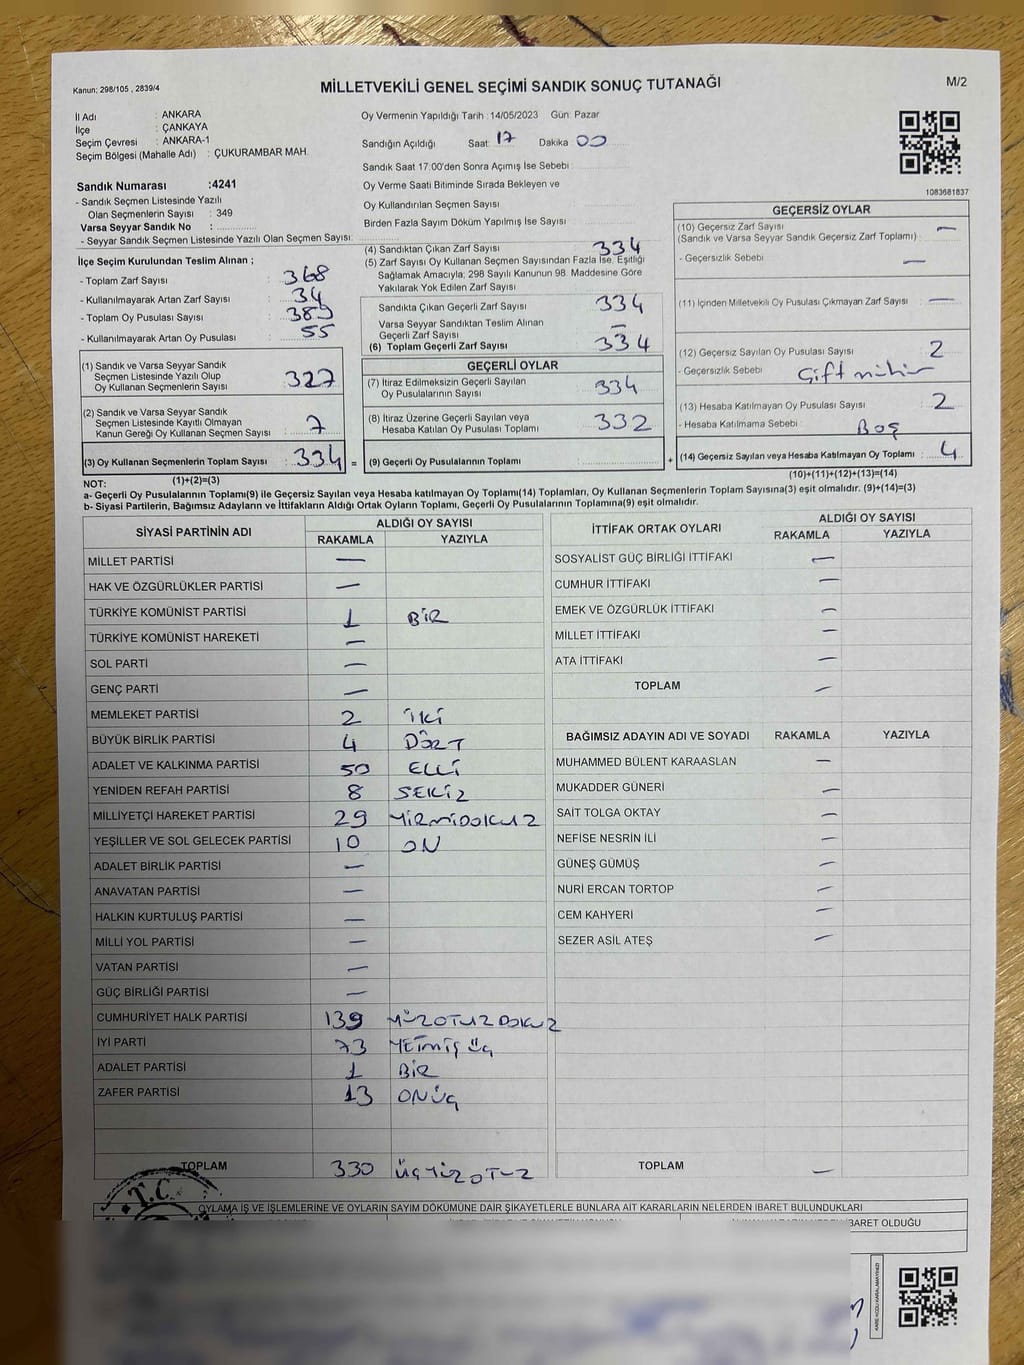 Kanun; 298/105 , 2839/4
MİLLETVEKİLİ GENEL SEÇİMİ SANDIK SONUÇ TUTANAĞI
M/2
İl Adı : ANKARA
İlçe : ÇANKAYA
Seçim Çevresi : ANKARA-1
Seçim Bölgesi (Mahalle Adı) : ÇUKURAMBAR MAH.
Oy Vermenin Yapıldığı Tarih : 14/05/2023 Gün: Pazar
Sandığın Açıldığı Saat 17 Dakika 00
Sandık Saat 17:00'den Sonra Açımış İse Sebebi
Oy Verme Saati Bitiminde Sırada Bekleyen ve
Oy Kullandırılan Seçmen Sayısı
Birden Fazla Sayım Döküm Yapılmış İse Sayısı
1083681837
Sandık Numarası :4241
- Sandık Seçmen Listesinde Yazılı
Olan Seçmenlerin Sayısı : 349
Varsa Seyyar Sandık No :
- Seyyar Sandık Seçmen Listesinde Yazılı Olan Seçmen Sayısı:
İlçe Seçim Kurulundan Teslim Alınan ;
- Toplam Zarf Sayısı : 368
- Kullanılmayarak Artan Zarf Sayısı : 34
- Toplam Oy Pusulası Sayısı : 389
- Kullanılmayarak Artan Oy Pusulası : 55
(4) Sandıktan Çıkan Zarf Sayısı 334
(5) Zarf Sayısı Oy Kullanan Seçmen Sayısından Fazla İse, Eşitliği
Sağlamak Amacıyla; 298 Sayılı Kanunun 98. Maddesine Göre
Yakılarak Yok Edilen Zarf Sayısı
Sandıkta Çıkan Geçerli Zarf Sayısı 334
Varsa Seyyar Sandıktan Teslim Alınan
Geçerli Zarf Sayısı —
(6) Toplam Geçerli Zarf Sayısı 334
GEÇERSİZ OYLAR
(10) Geçersiz Zarf Sayısı —
(Sandık ve Varsa Seyyar Sandık Geçersiz Zarf Toplamı)
- Geçersizlik Sebebi —
(11) İçinden Milletvekili Oy Pusulası Çıkmayan Zarf Sayısı —
(12) Geçersiz Sayılan Oy Pusulası Sayısı 2
- Geçersizlik Sebebi : Çift mühür
(13) Hesaba Katılmayan Oy Pusulası Sayısı 2
- Hesaba Katılmama Sebebi Boş
(14) Geçersiz Sayılan veya Hesaba Katılmayan Oy Toplamı : 4
(10)+(11)+(12)+(13)=(14)
(1) Sandık ve Varsa Seyyar Sandık
Seçmen Listesinde Yazılı Olup
Oy Kullanan Seçmenlerin Sayısı : 327
(2) Sandık ve Varsa Seyyar Sandık
Seçmen Listesinde Kayıtlı Olmayan
Kanun Gereği Oy Kullanan Seçmen Sayısı : 7
(3) Oy Kullanan Seçmenlerin Toplam Sayısı : 334 =
(1)+(2)=(3)
GEÇERLİ OYLAR
(7) İtiraz Edilmeksizin Geçerli Sayılan
Oy Pusulalarının Sayısı 334
(8) İtiraz Üzerine Geçerli Sayılan veya
Hesaba Katılan Oy Pusulası Toplamı 332
(9) Geçerli Oy Pusulalarının Toplamı +
NOT:
a- Geçerli Oy Pusulalarının Toplamı(9) ile Geçersiz Sayılan veya Hesaba katılmayan Oy Toplamı(14) Toplamları, Oy Kullanan Seçmenlerin Toplam Sayısına(3) eşit olmalıdır. (9)+(14)=(3)
b- Siyasi Partilerin, Bağımsız Adayların ve İttifakların Aldığı Ortak Oyların Toplamı, Geçerli Oy Pusulalarının Toplamına(9) eşit olmalıdır.
SİYASİ PARTİNİN ADI ALDIĞI OY SAYISI
RAKAMLA YAZIYLA
MİLLET PARTİSİ —
HAK VE ÖZGÜRLÜKLER PARTİSİ —
TÜRKİYE KOMÜNİST PARTİSİ 1 BİR
TÜRKİYE KOMÜNİST HAREKETİ —
SOL PARTİ —
GENÇ PARTİ —
MEMLEKET PARTİSİ 2 İKİ
BÜYÜK BİRLİK PARTİSİ 4 DÖRT
ADALET VE KALKINMA PARTİSİ 50 ELLİ
YENİDEN REFAH PARTİSİ 8 SEKİZ
MİLLİYETÇİ HAREKET PARTİSİ 29 YİRMİDOKUZ
YEŞİLLER VE SOL GELECEK PARTİSİ 10 ON
ADALET BİRLİK PARTİSİ —
ANAVATAN PARTİSİ —
HALKIN KURTULUŞ PARTİSİ —
MİLLİ YOL PARTİSİ —
VATAN PARTİSİ —
GÜÇ BİRLİĞİ PARTİSİ —
CUMHURİYET HALK PARTİSİ 139 YÜZOTUZDOKUZ
İYİ PARTİ 73 YETMİŞ ÜÇ
ADALET PARTİSİ 1 BİR
ZAFER PARTİSİ 13 ONÜÇ
TOPLAM 330 ÜÇYÜZ OTUZ
İTTİFAK ORTAK OYLARI ALDIĞI OY SAYISI
RAKAMLA YAZIYLA
SOSYALİST GÜÇ BİRLİĞİ İTTİFAKI —
CUMHUR İTTİFAKI —
EMEK VE ÖZGÜRLÜK İTTİFAKI —
MİLLET İTTİFAKI —
ATA İTTİFAKI —
TOPLAM —
BAĞIMSIZ ADAYIN ADI VE SOYADI RAKAMLA YAZIYLA
MUHAMMED BÜLENT KARAASLAN —
MUKADDER GÜNERİ —
SAİT TOLGA OKTAY —
NEFİSE NESRİN İLİ —
GÜNEŞ GÜMÜŞ —
NURİ ERCAN TORTOP —
CEM KAHYERİ —
SEZER ASİL ATEŞ —
TOPLAM —
T.C.
OYLAMA İŞ VE İŞLEMLERİNE VE OYLARIN SAYIM DÖKÜMÜNE DAİR ŞİKAYETLERLE BUNLARA AİT KARARLARIN NELERDEN İBARET BULUNDUKLARI
İBARET OLDUĞU